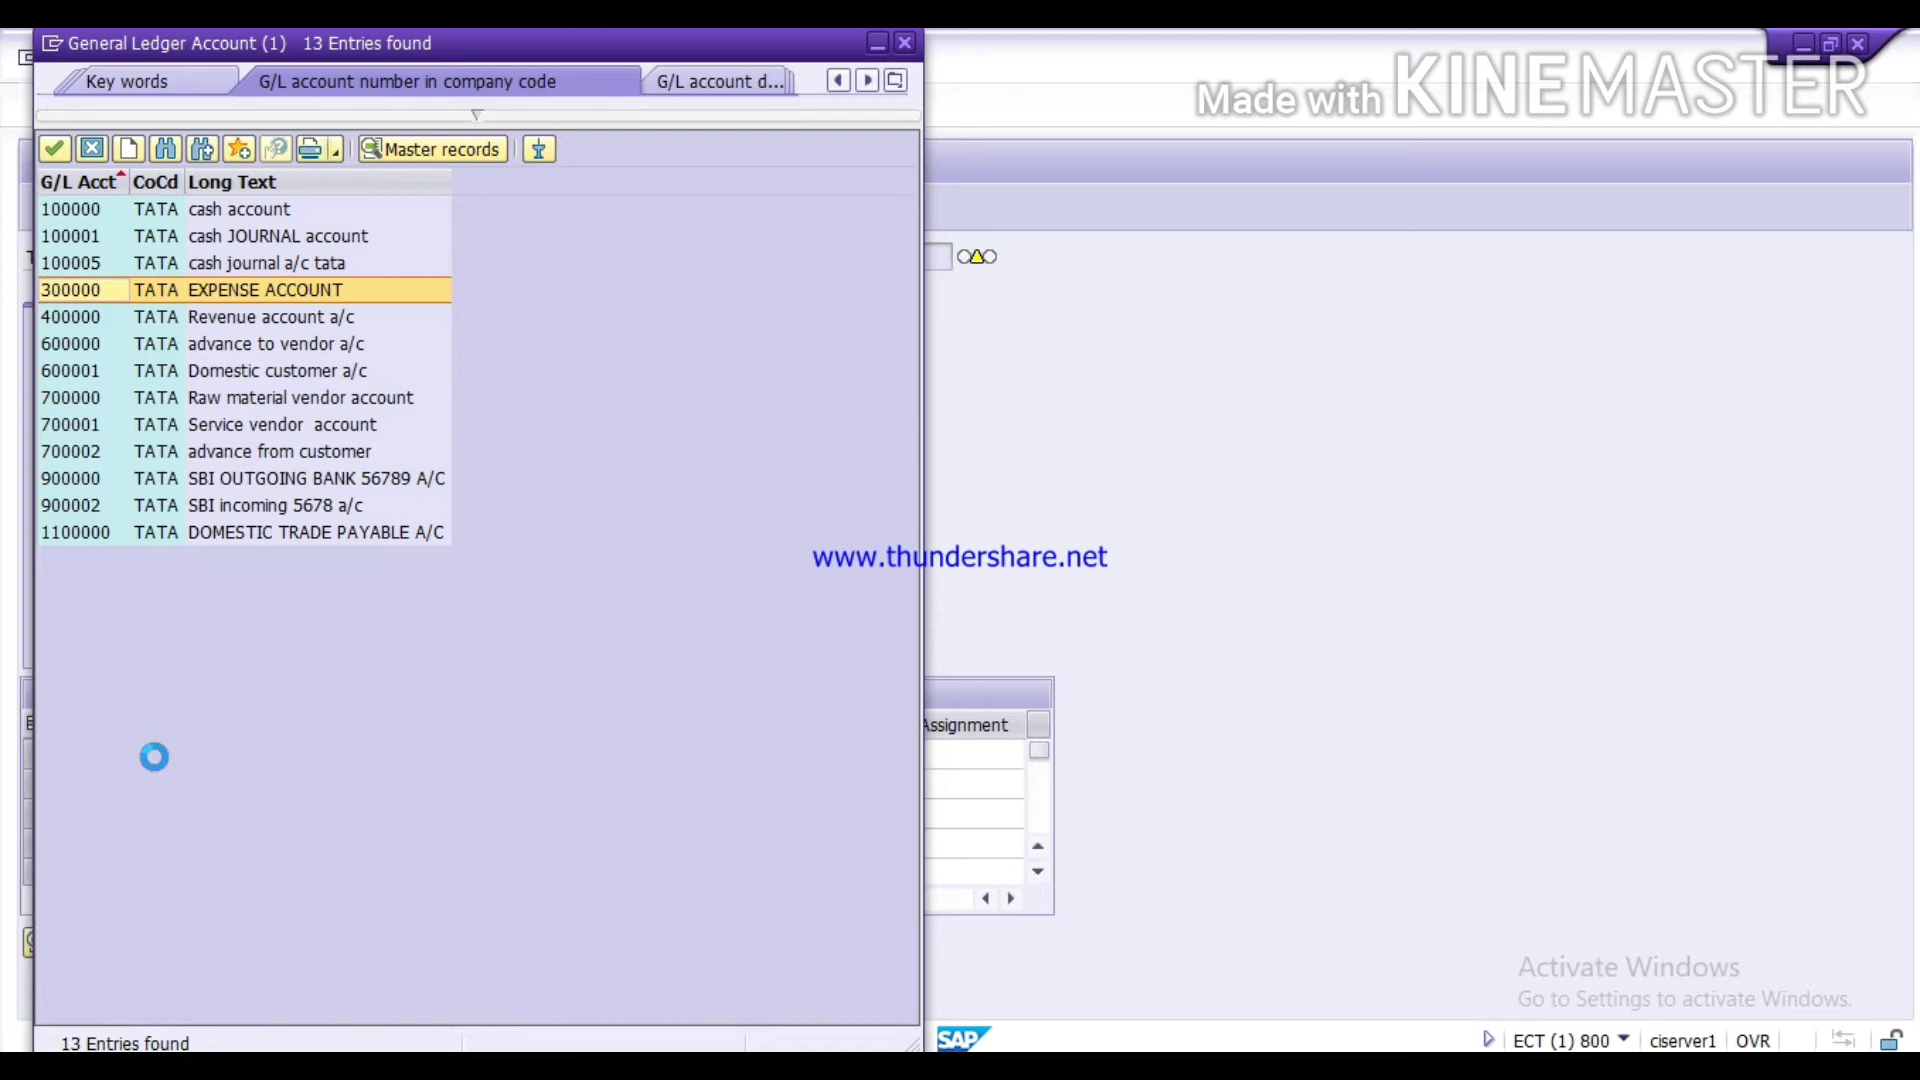 General Ledger Account (1) 13 Entries found
Made with KINEMASTER
Key words
G/L account number in company code
G/L account d...
Master records
G/L Acct CoCd Long Text
100000 TATA cash account
100001 TATA cash JOURNAL account
100005 TATA cash journal a/c tata
300000 TATA EXPENSE ACCOUNT
400000 TATA Revenue account a/c
600000 TATA advance to vendor a/c
600001 TATA Domestic customer a/c
700000 TATA Raw material vendor account
700001 TATA Service vendor account
700002 TATA advance from customer
900000 TATA SBI OUTGOING BANK 56789 A/C
900002 TATA SBI incoming 5678 a/c
1100000 TATA DOMESTIC TRADE PAYABLE A/C
www.thundershare.net
Assignment
Activate Windows
Go to Settings to activate Windows.
13 Entries found
SAP
ECT (1) 800 ciserver1 OVR